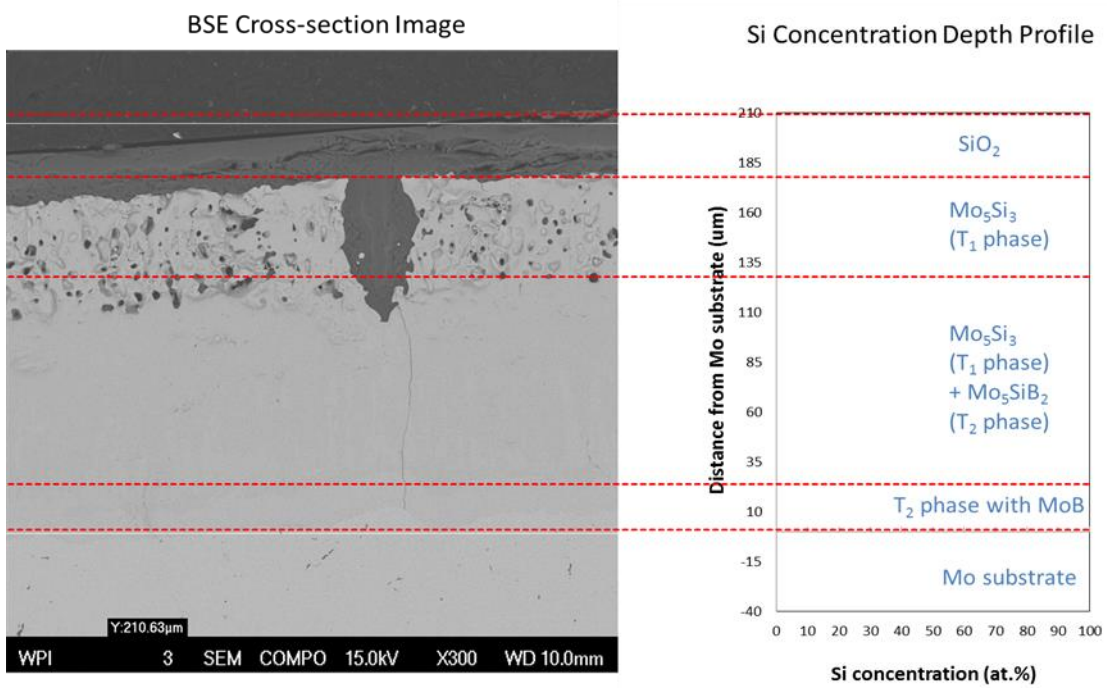 BSE Cross-section Image
Si Concentration Depth Profile
Y:210.63µm
WPI 3 SEM COMPO 15.0kV X300 WD 10.0mm
Distance from Mo substrate (um)
210
185
160
135
110
85
60
35
10
-15
-40
SiO₂
Mo₅Si₃
(T₁ phase)
Mo₅Si₃
(T₁ phase)
+ Mo₅SiB₂
(T₂ phase)
T₂ phase with MoB
Mo substrate
0 10 20 30 40 50 60 70 80 90 100
Si concentration (at.%)